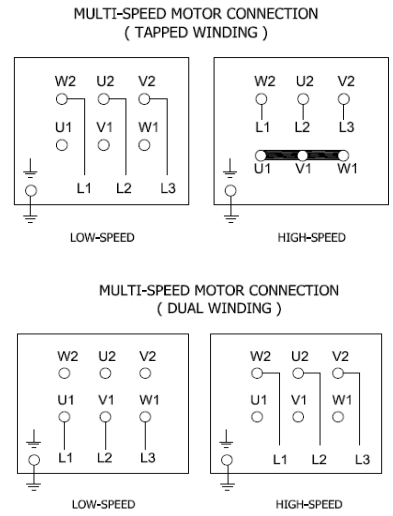 MULTI-SPEED MOTOR CONNECTION
( TAPPED WINDING )
W2 U2 V2
U1 V1 W1
L1 L2 L3
LOW-SPEED
W2 U2 V2
L1 L2 L3
U1 V1 W1
HIGH-SPEED
MULTI-SPEED MOTOR CONNECTION
( DUAL WINDING )
W2 U2 V2
U1 V1 W1
L1 L2 L3
LOW-SPEED
W2 U2 V2
U1 V1 W1
L1 L2 L3
HIGH-SPEED